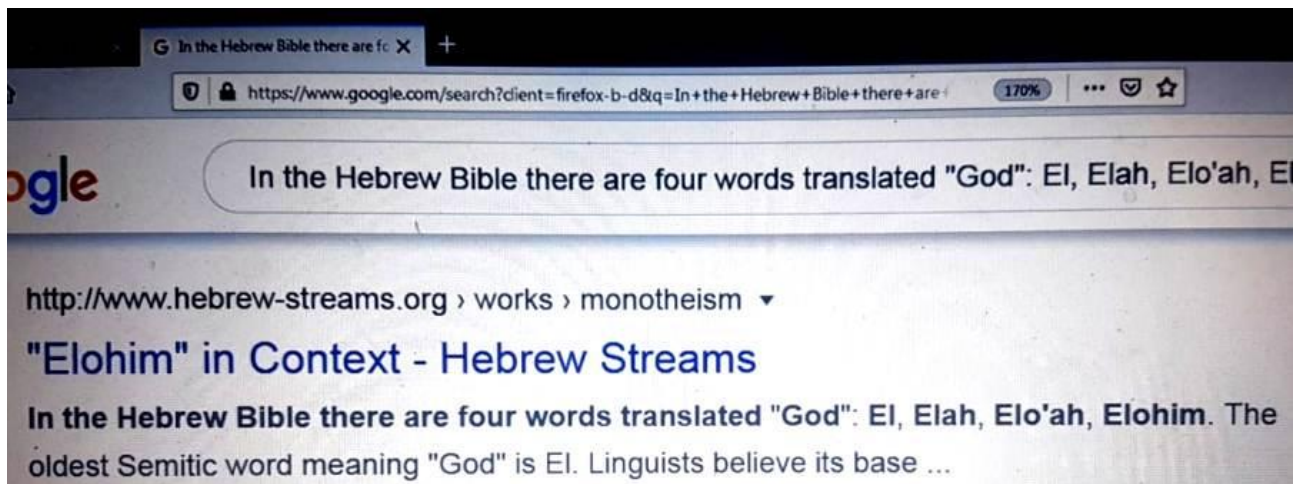 G In the Hebrew Bible there are fo X +
https://www.google.com/search?client=firefox-b-d&q=In+the+Hebrew+Bible+there+are+ 170% ...
ogle In the Hebrew Bible there are four words translated "God": El, Elah, Elo'ah, El
http://www.hebrew-streams.org › works › monotheism ▾
"Elohim" in Context - Hebrew Streams
In the Hebrew Bible there are four words translated "God": El, Elah, Elo'ah, Elohim. The
oldest Semitic word meaning "God" is El. Linguists believe its base ...